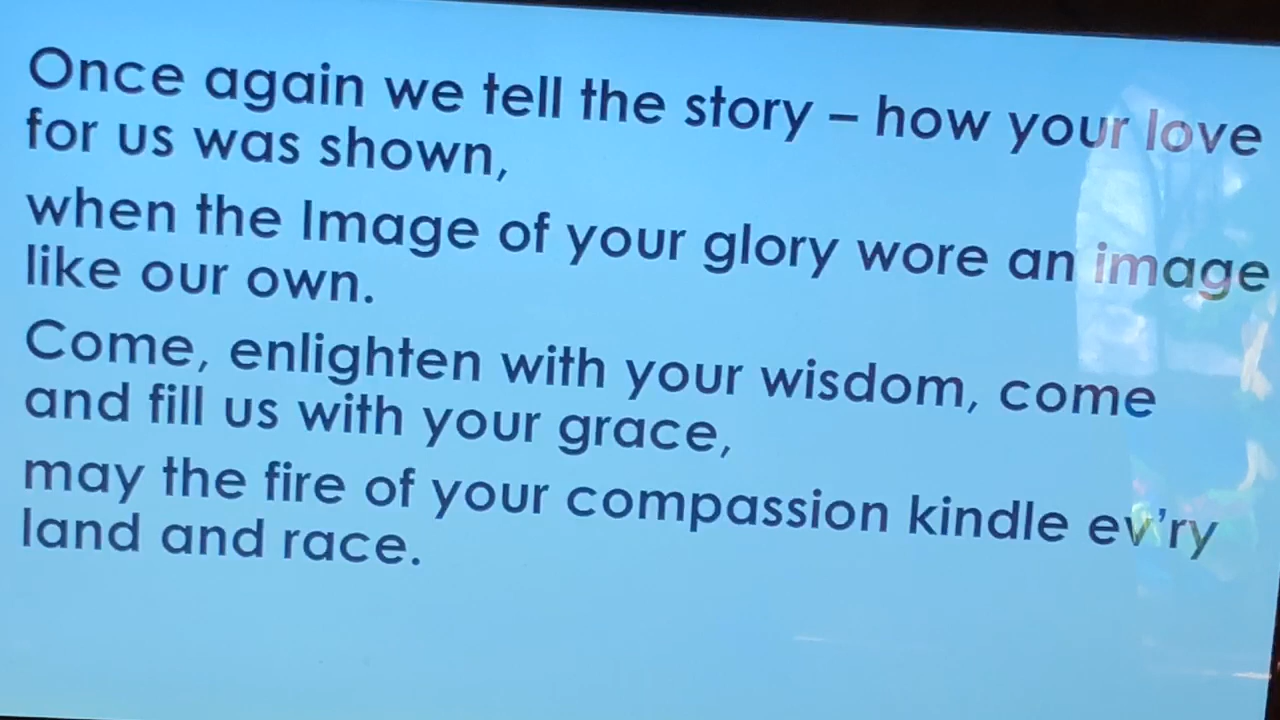 Once again we tell the story – how your love
for us was shown,
when the Image of your glory wore an image
like our own.
Come, enlighten with your wisdom, come
and fill us with your grace,
may the fire of your compassion kindle ev'ry
land and race.